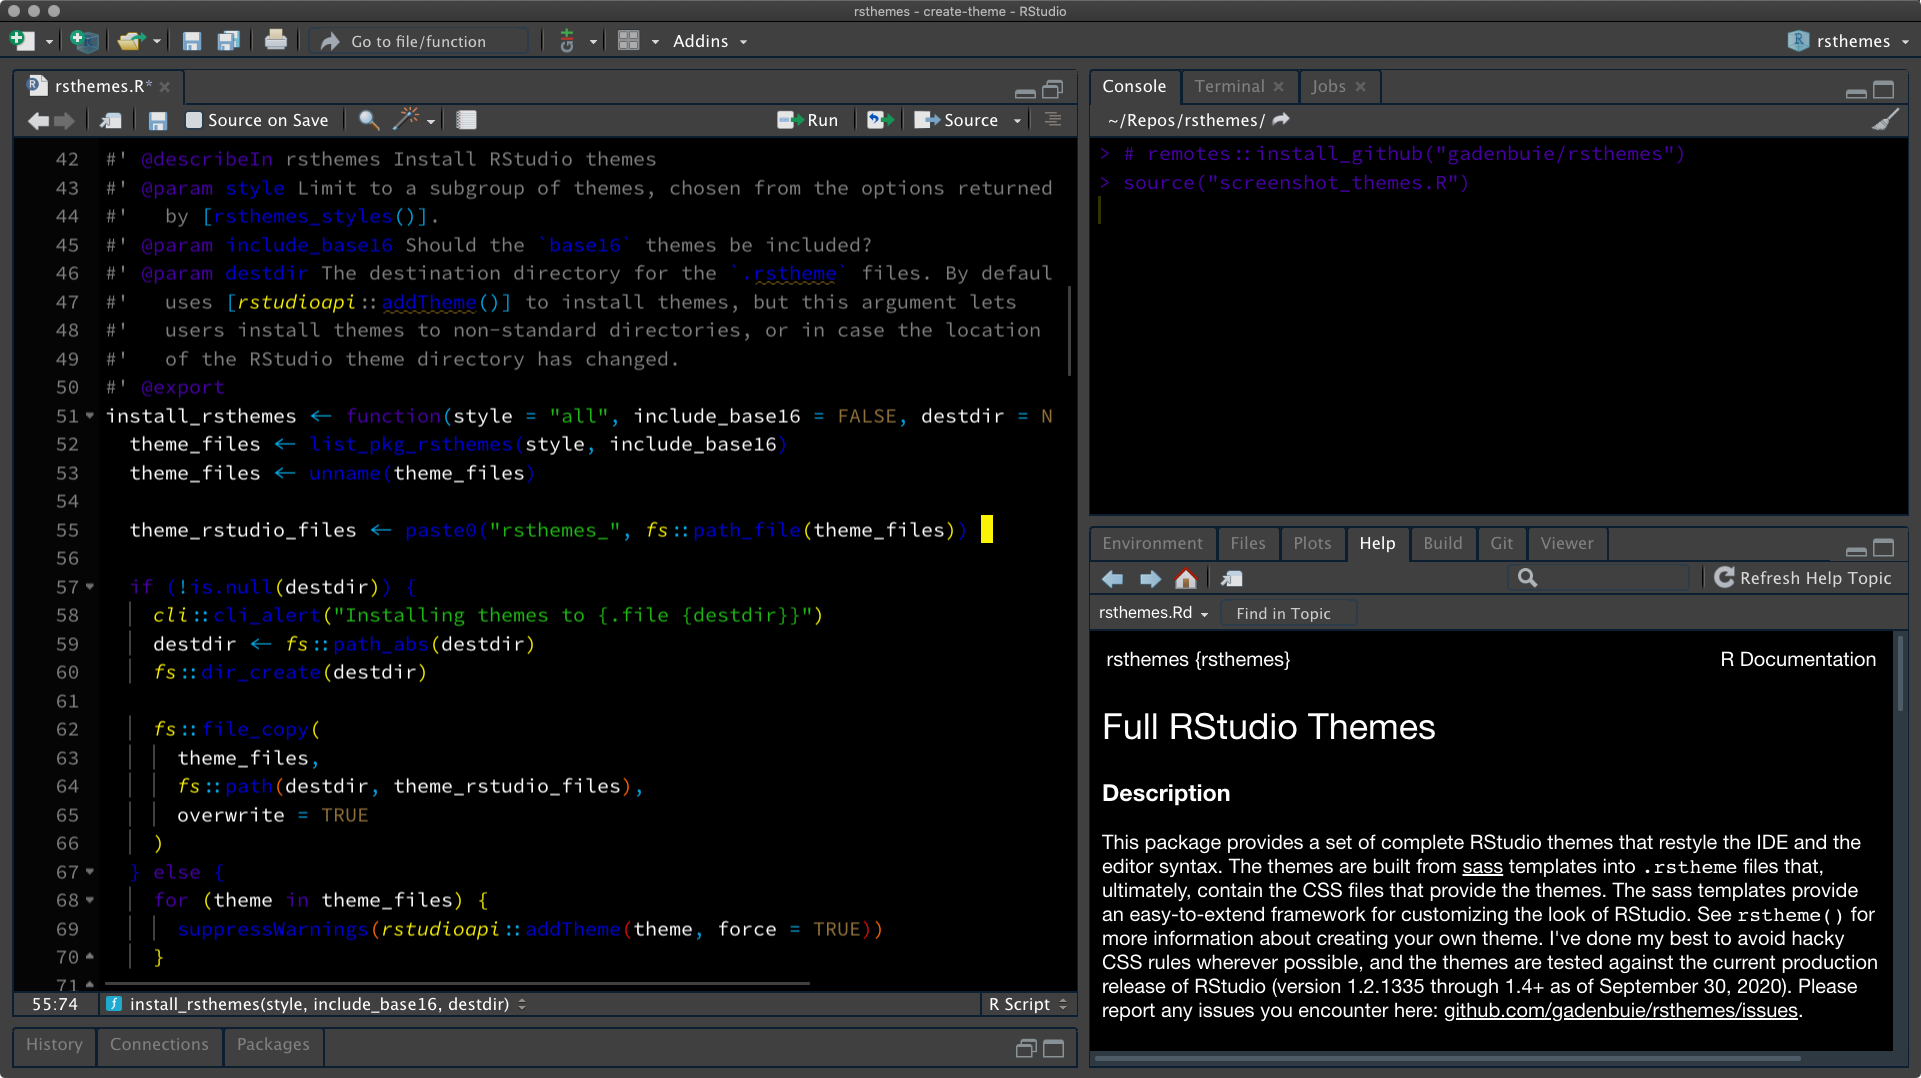 rsthemes - create-theme - RStudio
Go to file/function
Addins
rsthemes
rsthemes.R*
Source on Save
Run
Source
42 #' @describeIn rsthemes Install RStudio themes
43 #' @param style Limit to a subgroup of themes, chosen from the options returned
44 #'   by [rsthemes_styles()].
45 #' @param include_base16 Should the `base16` themes be included?
46 #' @param destdir The destination directory for the `.rstheme` files. By defaul
47 #'   uses [rstudioapi::addTheme()] to install themes, but this argument lets
48 #'   users install themes to non-standard directories, or in case the location
49 #'   of the RStudio theme directory has changed.
50 #' @export
51 install_rsthemes <- function(style = "all", include_base16 = FALSE, destdir = N
52   theme_files <- list_pkg_rsthemes(style, include_base16)
53   theme_files <- unname(theme_files)
54
55   theme_rstudio_files <- paste0("rsthemes_", fs::path_file(theme_files))
56
57   if (!is.null(destdir)) {
58     cli::cli_alert("Installing themes to {.file {destdir}}")
59     destdir <- fs::path_abs(destdir)
60     fs::dir_create(destdir)
61
62     fs::file_copy(
63       theme_files,
64       fs::path(destdir, theme_rstudio_files),
65       overwrite = TRUE
66     )
67   } else {
68     for (theme in theme_files) {
69       suppressWarnings(rstudioapi::addTheme(theme, force = TRUE))
70     }
71
55:74 install_rsthemes(style, include_base16, destdir) R Script
History Connections Packages
Console Terminal Jobs
~/Repos/rsthemes/
> # remotes::install_github("gadenbuie/rsthemes")
> source("screenshot_themes.R")
Environment Files Plots Help Build Git Viewer
Refresh Help Topic
rsthemes.Rd Find in Topic
rsthemes {rsthemes} R Documentation
Full RStudio Themes
Description
This package provides a set of complete RStudio themes that restyle the IDE and the
editor syntax. The themes are built from sass templates into .rstheme files that,
ultimately, contain the CSS files that provide the themes. The sass templates provide
an easy-to-extend framework for customizing the look of RStudio. See rstheme() for
more information about creating your own theme. I've done my best to avoid hacky
CSS rules wherever possible, and the themes are tested against the current production
release of RStudio (version 1.2.1335 through 1.4+ as of September 30, 2020). Please
report any issues you encounter here: github.com/gadenbuie/rsthemes/issues.